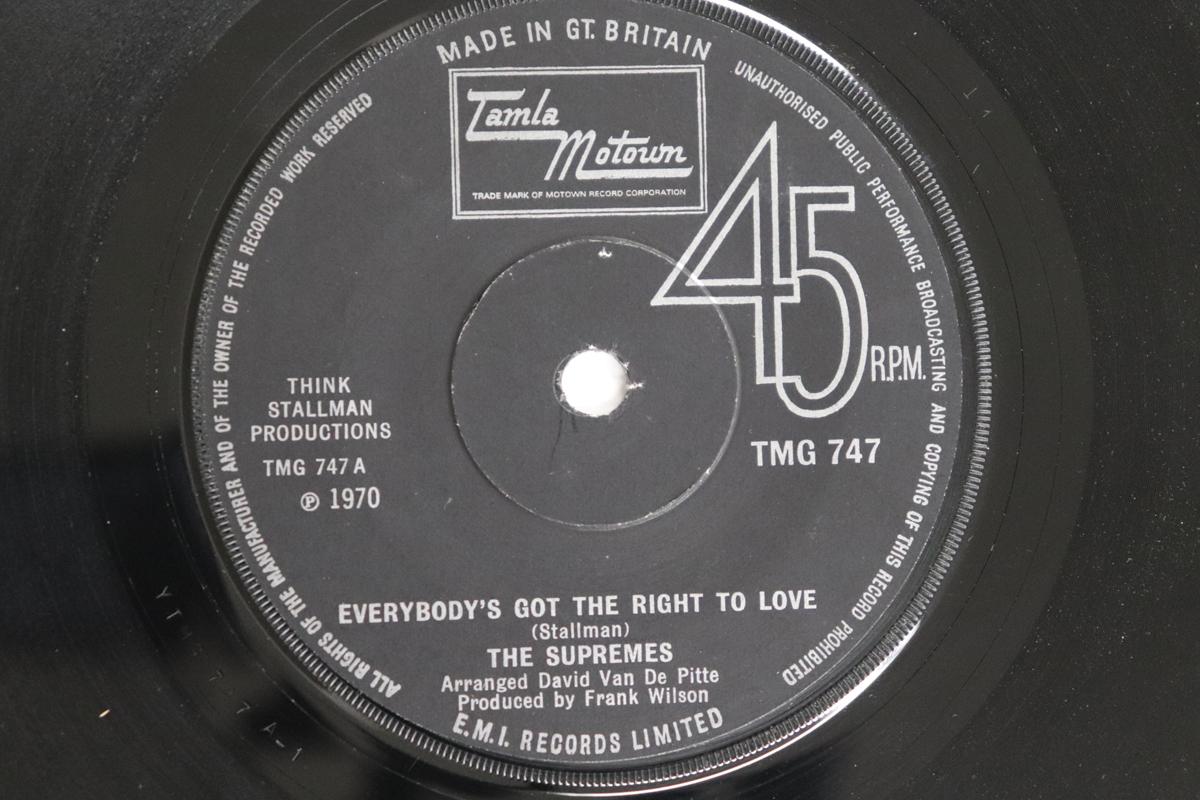 MADE IN GT. BRITAIN
Tamla
Motown
TRADE MARK OF MOTOWN RECORD CORPORATION
UNAUTHORISED PUBLIC PERFORMANCE BROADCASTING AND COPYING OF THIS RECORD PROHIBITED
45
R.P.M.
TMG 747
THINK
STALLMAN
PRODUCTIONS
TMG 747 A
℗ 1970
EVERYBODY'S GOT THE RIGHT TO LOVE
(Stallman)
THE SUPREMES
Arranged David Van De Pitte
Produced by Frank Wilson
E.M.I. RECORDS LIMITED
ALL RIGHTS OF THE MANUFACTURER AND OF THE OWNER OF THE RECORDED WORK RESERVED